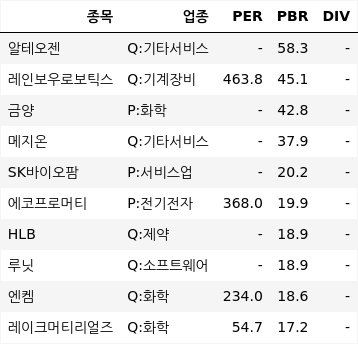 종목 업종 PER PBR DIV
알테오젠 Q:기타서비스 - 58.3 -
레인보우로보틱스 Q:기계장비 463.8 45.1 -
금양 P:화학 - 42.8 -
메지온 Q:기타서비스 - 37.9 -
SK바이오팜 P:서비스업 - 20.2 -
에코프로머티 P:전기전자 368.0 19.9 -
HLB Q:제약 - 18.9 -
루닛 Q:소프트웨어 - 18.9 -
엔켐 Q:화학 234.0 18.6 -
레이크머티리얼즈 Q:화학 54.7 17.2 -